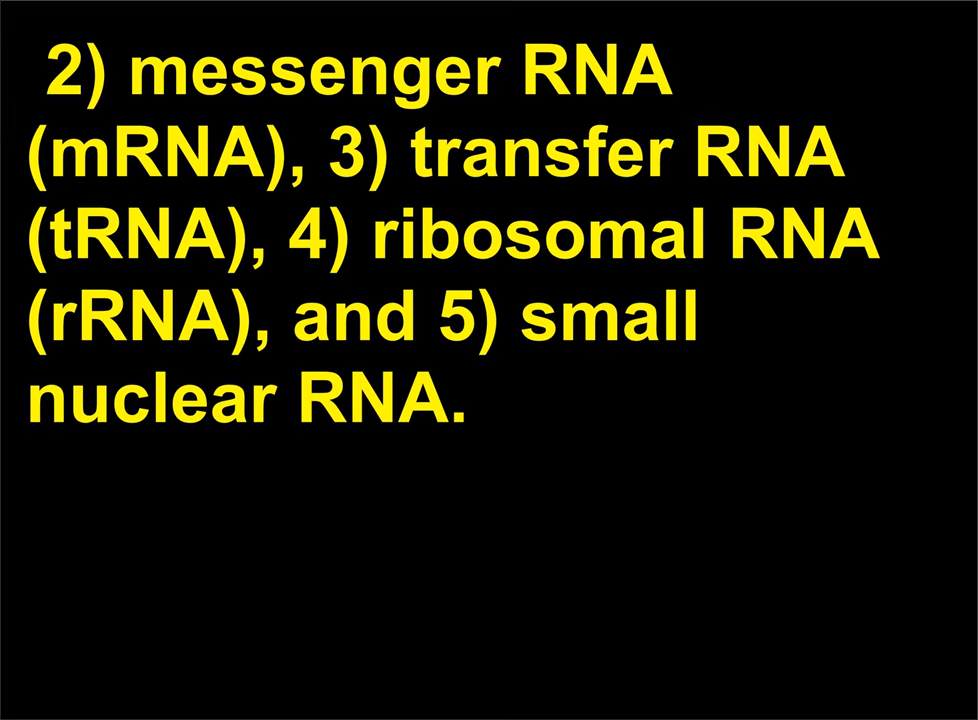 2) messenger RNA
(mRNA), 3) transfer RNA
(tRNA), 4) ribosomal RNA
(rRNA), and 5) small
nuclear RNA.